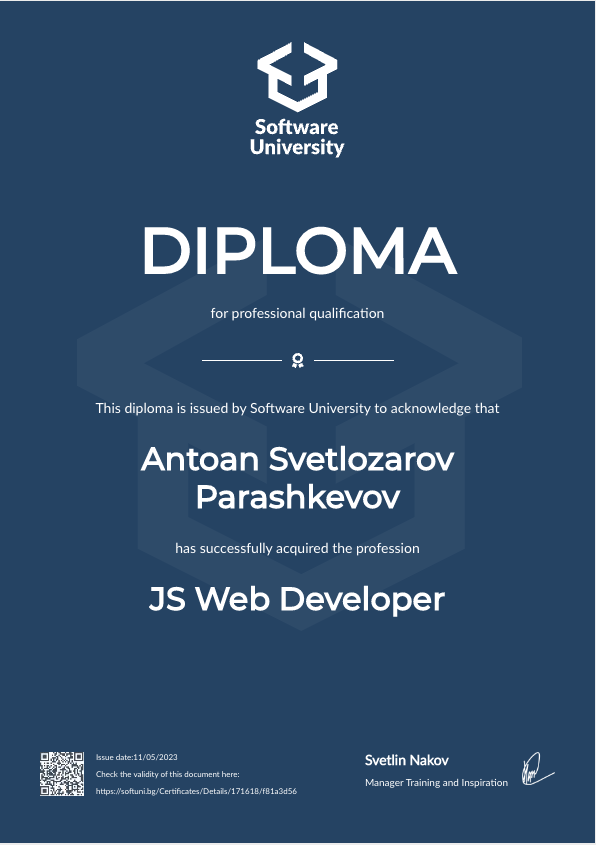 Software
University
DIPLOMA
for professional qualification
This diploma is issued by Software University to acknowledge that
Antoan Svetlozarov
Parashkevov
has successfully acquired the profession
JS Web Developer
Issue date:11/05/2023
Check the validity of this document here:
https://softuni.bg/Certificates/Details/171618/f81a3d56
Svetlin Nakov
Manager Training and Inspiration